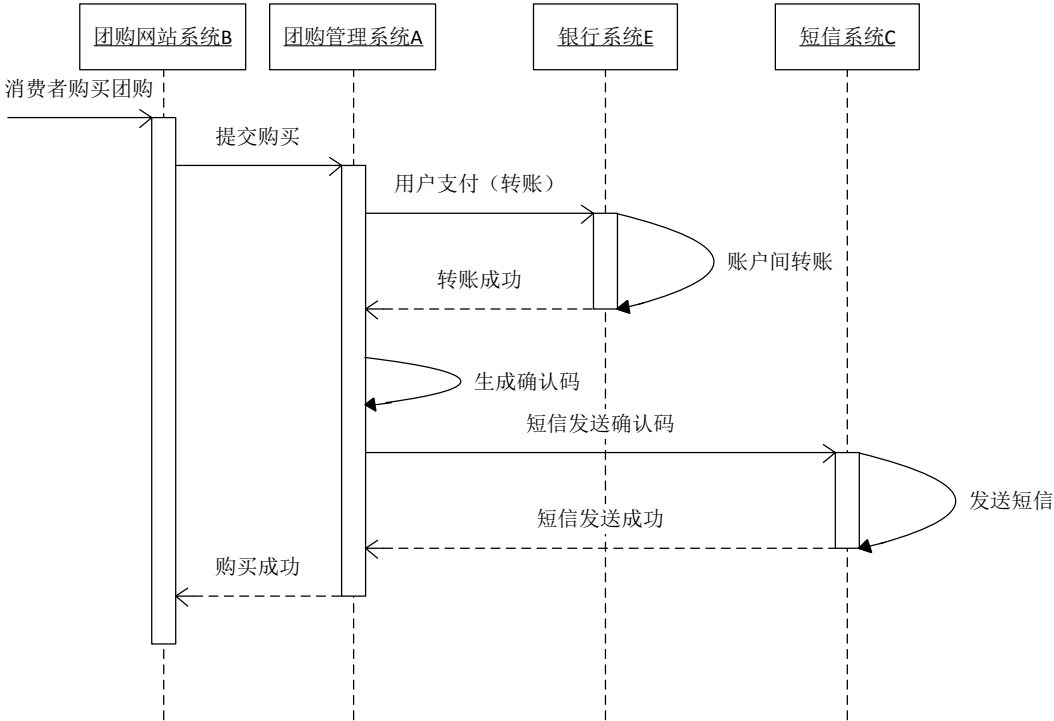 团购网站系统B
团购管理系统A
银行系统E
短信系统C
消费者购买团购
提交购买
用户支付（转账）
账户间转账
转账成功
生成确认码
短信发送确认码
发送短信
短信发送成功
购买成功